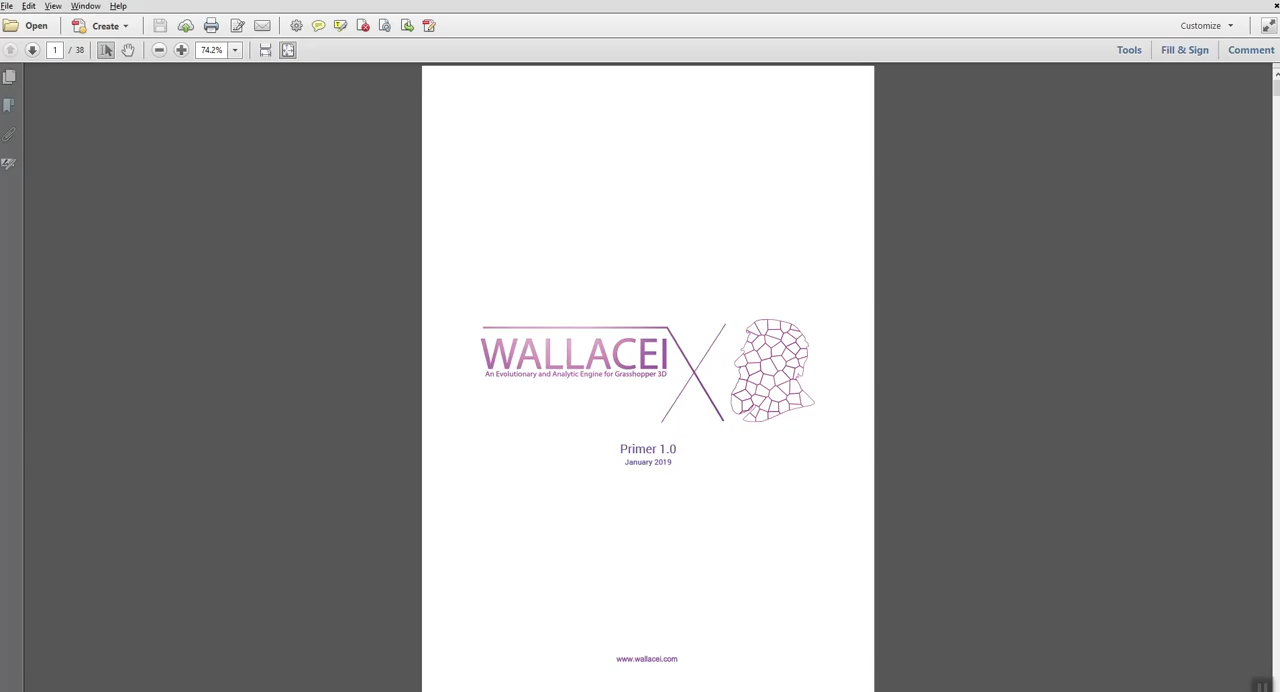 File Edit View Window Help
Open Create Customize
1 / 38 74.2% Tools Fill & Sign Comment
WALLACEI X
An Evolutionary and Analytic Engine for Grasshopper 3D
Primer 1.0
January 2019
www.wallacei.com